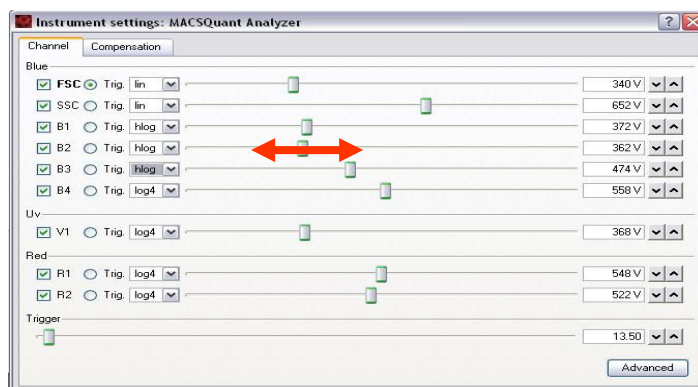 Instrument settings: MACSQuant Analyzer
Channel Compensation
Blue
FSC Trig. lin 340 V
SSC Trig. lin 652 V
B1 Trig. hlog 372 V
B2 Trig. hlog 362 V
B3 Trig. hlog 474 V
B4 Trig. log4 558 V
Uv
V1 Trig. log4 368 V
Red
R1 Trig. log4 548 V
R2 Trig. log4 522 V
Trigger
13.50
Advanced